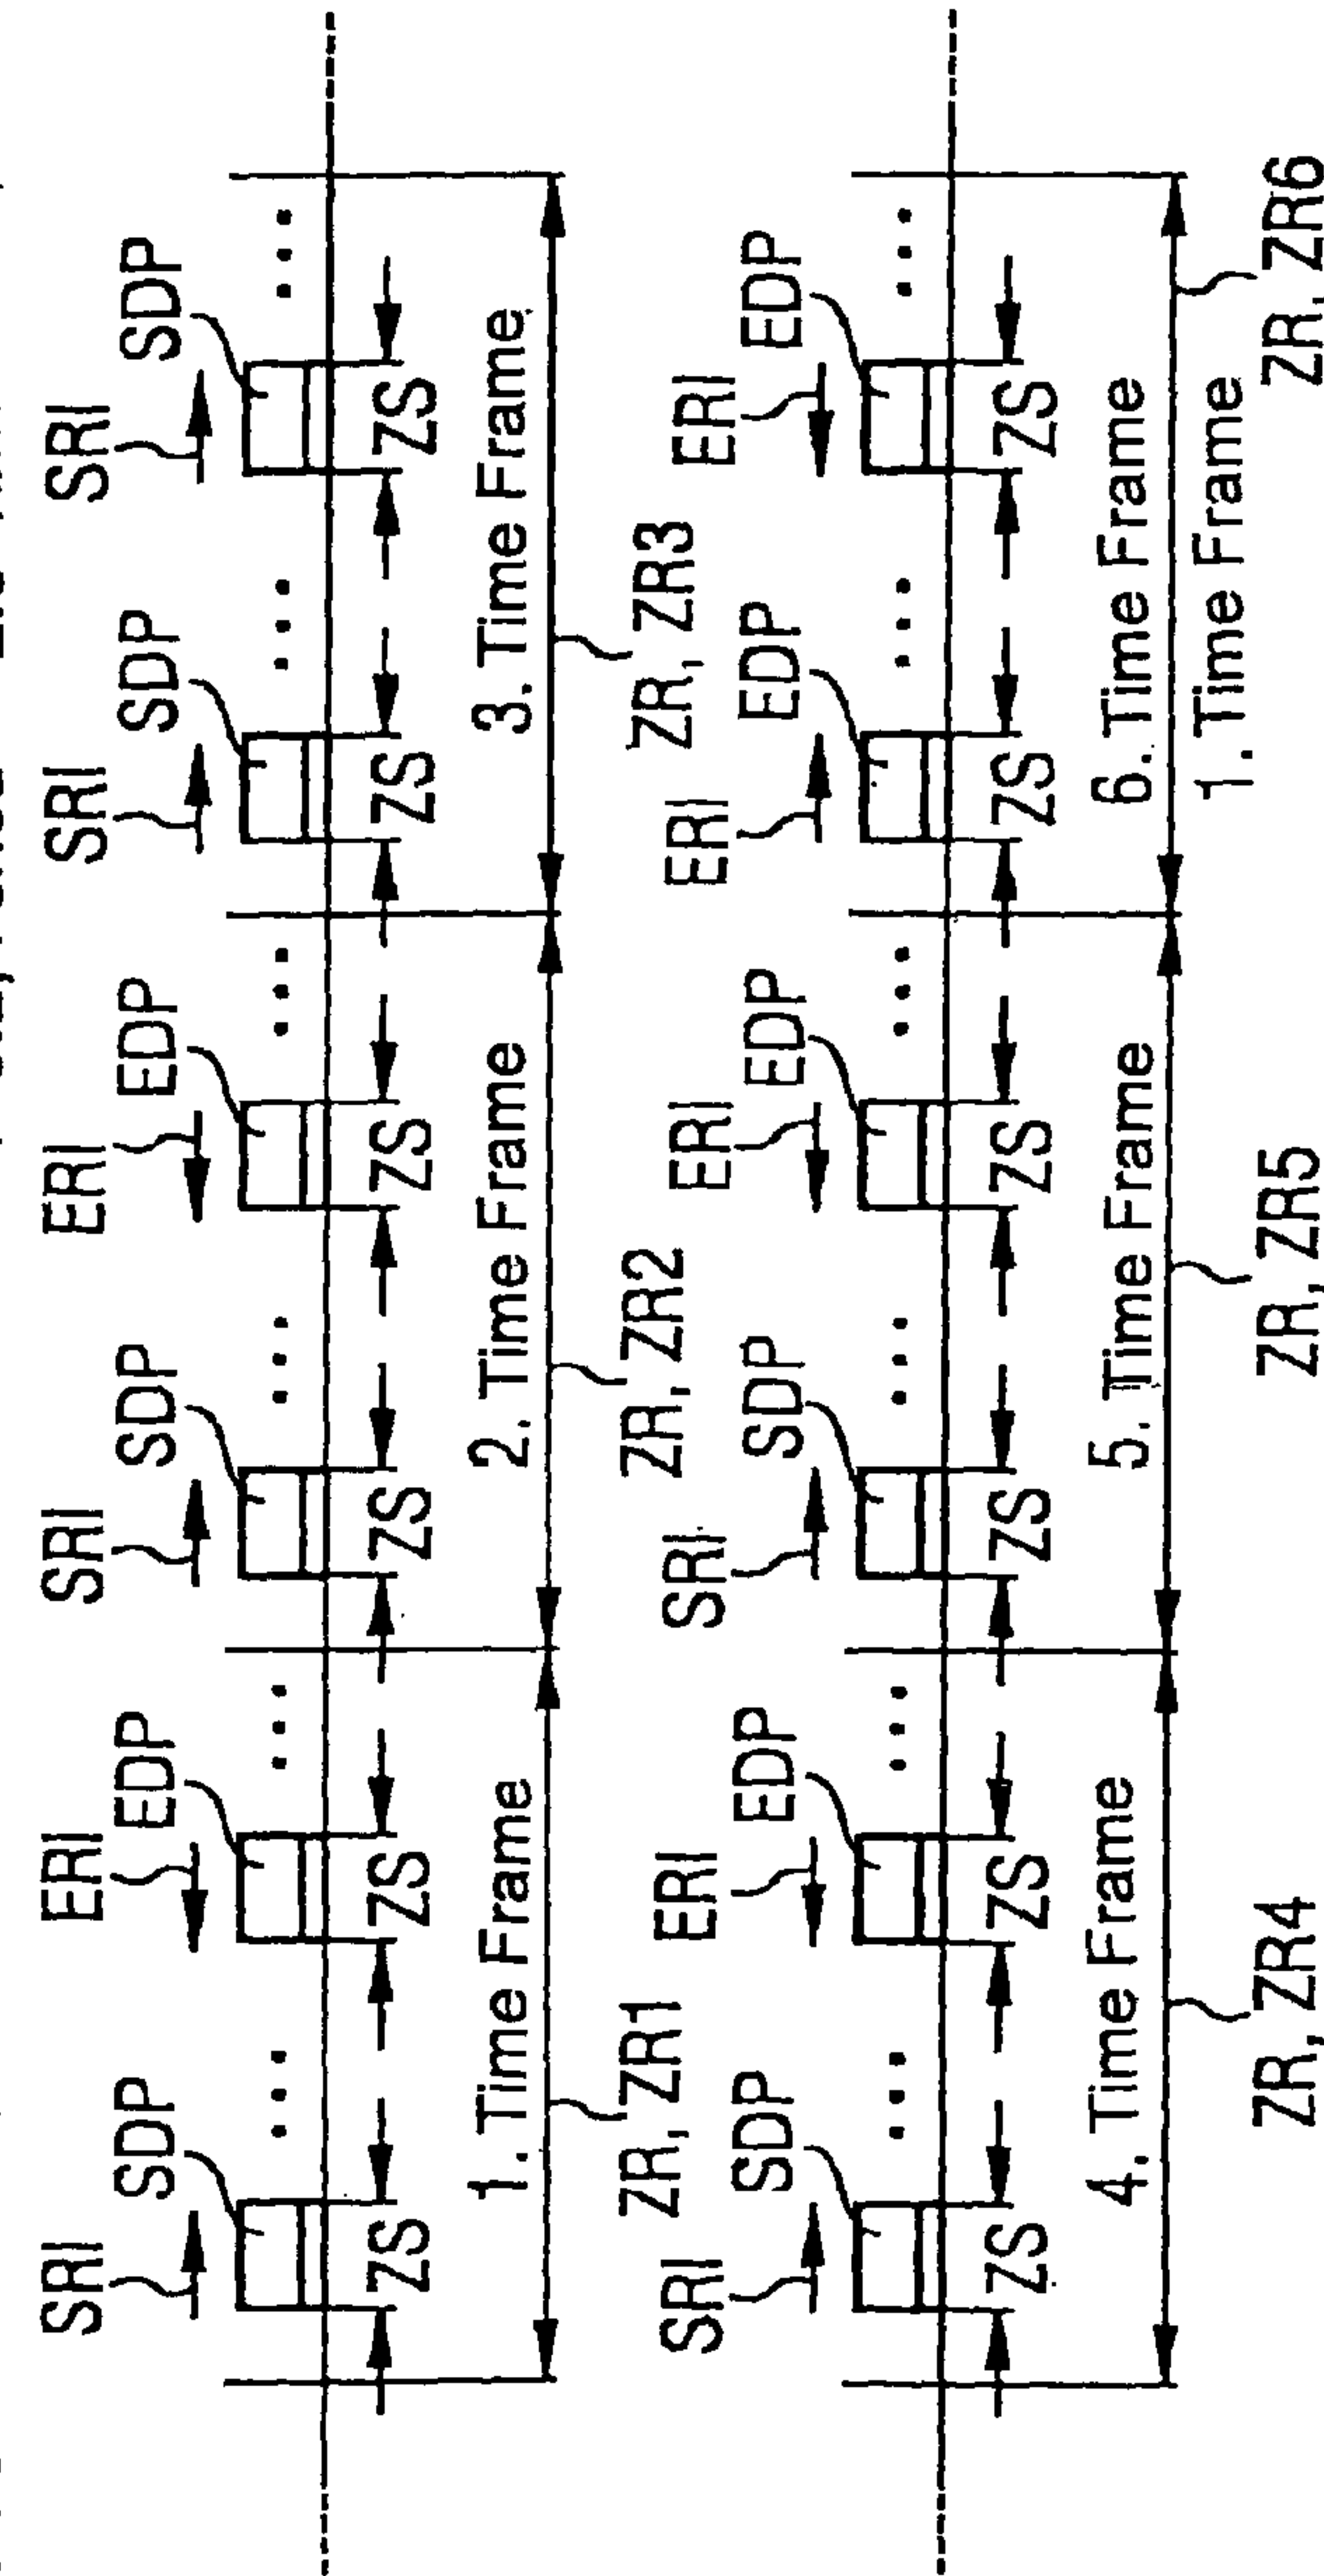 SRI SDP ERI EDP SRI SDP ERI EDP SRI SDP SRI SDP
ZS ZS ZS ZS ZS ZS
1. Time Frame 2. Time Frame 3. Time Frame
ZR, ZR1 ZR, ZR2 ZR, ZR3
SRI SDP ERI EDP SRI SDP ERI EDP ERI EDP ERI EDP
ZS ZS ZS ZS ZS ZS
4. Time Frame 5. Time Frame 6. Time Frame
1. Time Frame
ZR, ZR4 ZR, ZR5 ZR, ZR6